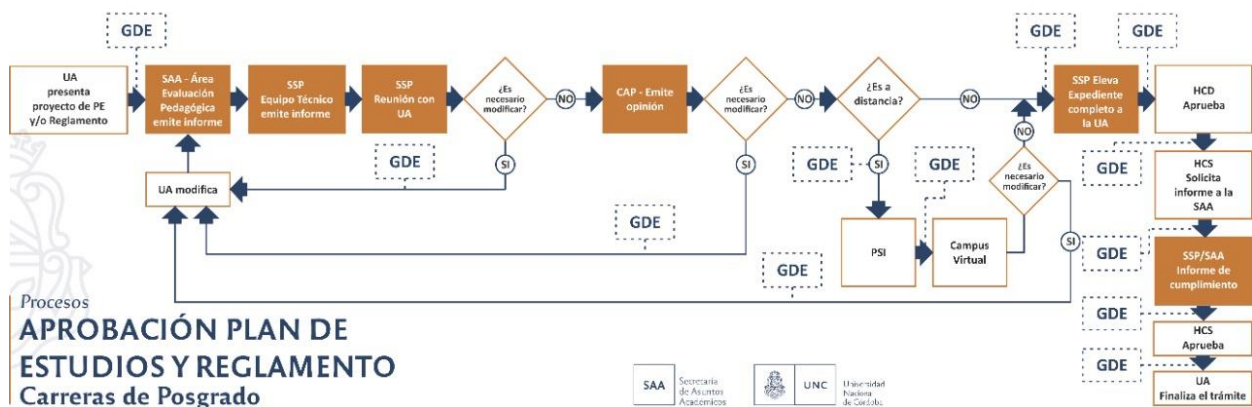 GDE
GDE
GDE
UA
presenta
proyecto de PE
y/o Reglamento
SAA - Área
Evaluación
Pedagógica
emite informe
SSP
Equipo Técnico
emite informe
SSP
Reunión con
UA
¿Es
necesario
modificar?
NO
CAP - Emite
opinión
¿Es
necesario
modificar?
NO
¿Es a
distancia?
NO
SSP Eleva
Expediente
completo a
la UA
HCD
Aprueba
SI
GDE
SI
GDE
SI
GDE
NO
¿Es
necesario
modificar?
GDE
HCS
Solicita
informe a la
SAA
UA modifica
GDE
PSI
Campus
Virtual
SI
GDE
SSP/SAA
Informe de
cumplimiento
GDE
GDE
HCS
Aprueba
GDE
UA
Finaliza el trámite
Procesos
APROBACIÓN PLAN DE
ESTUDIOS Y REGLAMENTO
Carreras de Posgrado
SAA
Secretaría
de Asuntos
Académicos
UNC
Universidad
Nacional
de Córdoba